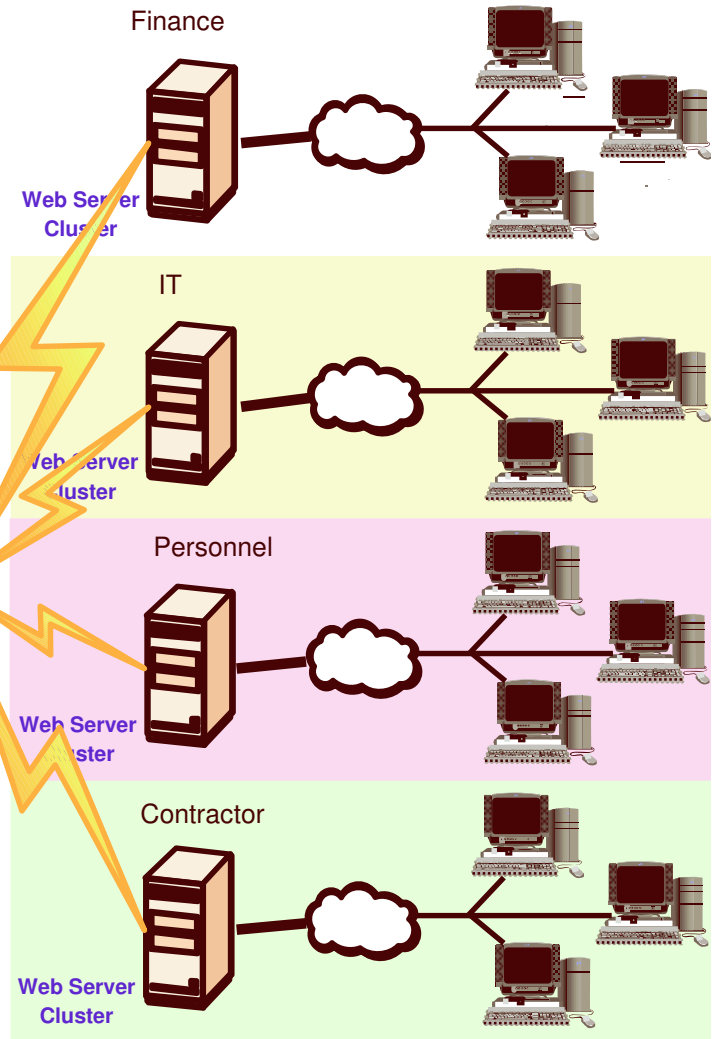 Finance
Web Server
Cluster
IT
Web Server
Cluster
Personnel
Web Server
Cluster
Contractor
Web Server
Cluster